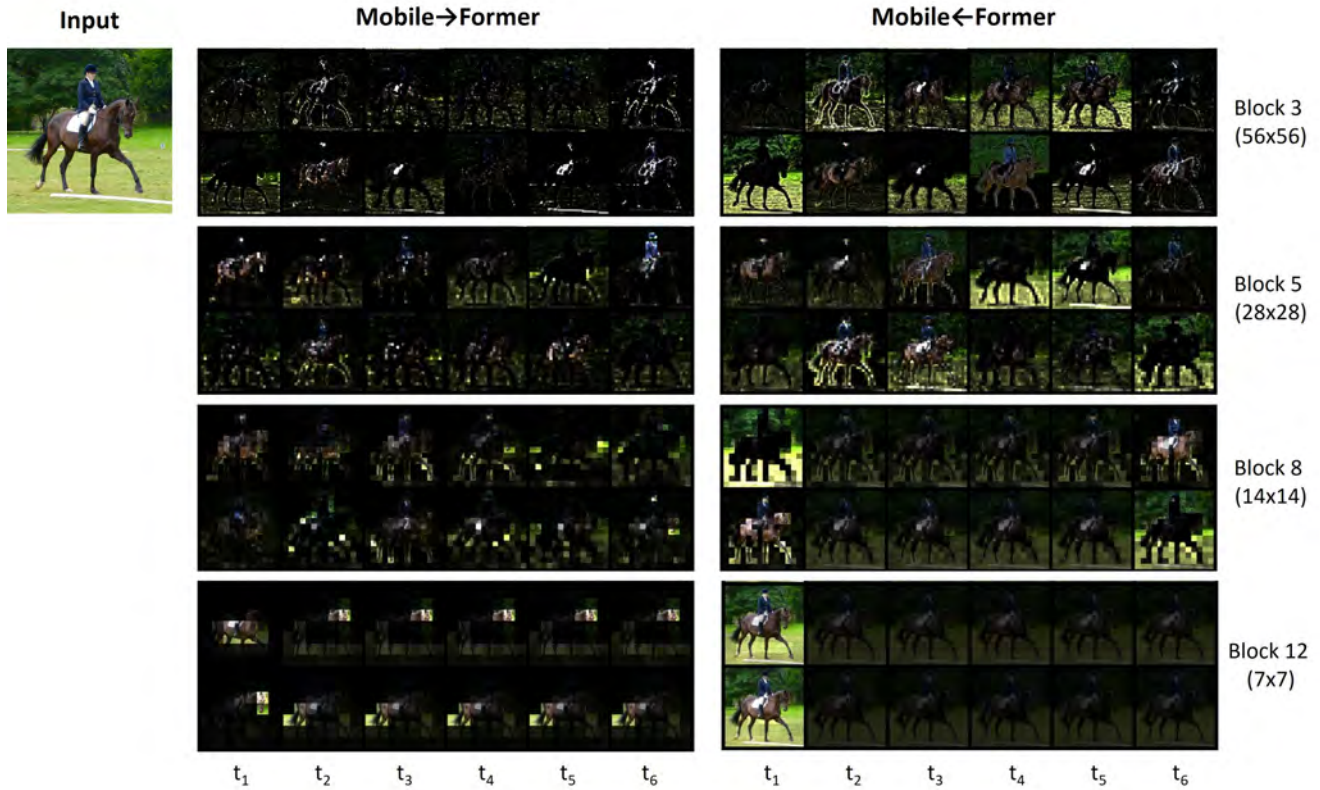 Input
Mobile→Former
Mobile←Former
Block 3
(56x56)
Block 5
(28x28)
Block 8
(14x14)
Block 12
(7x7)
t₁ t₂ t₃ t₄ t₅ t₆ t₁ t₂ t₃ t₄ t₅ t₆